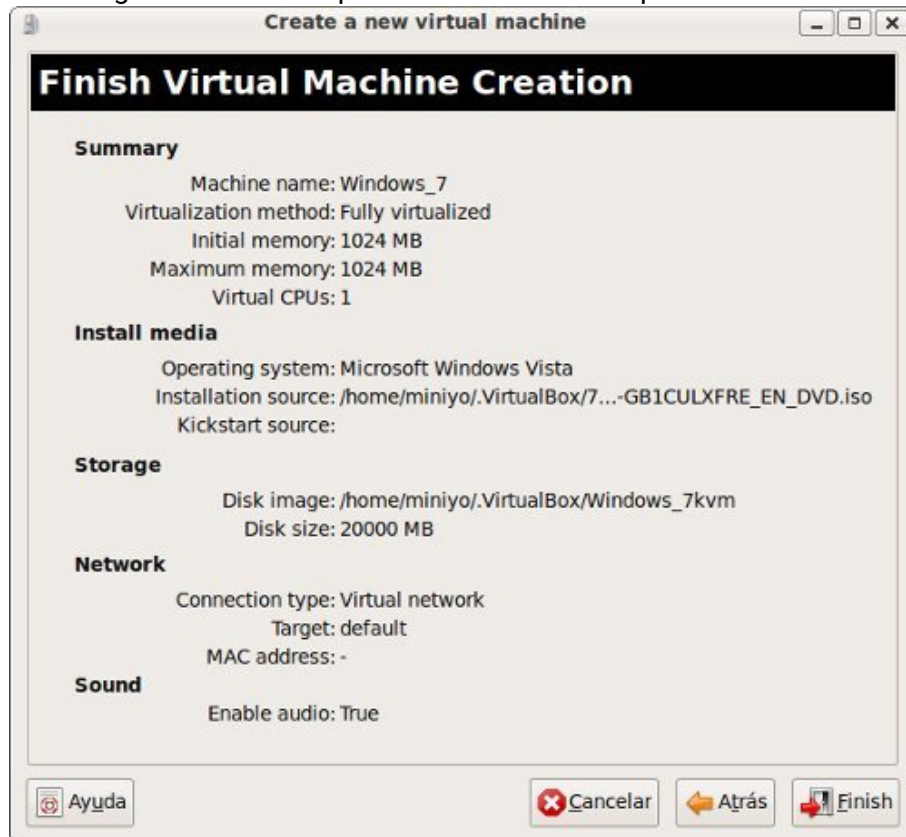 Create a new virtual machine
Finish Virtual Machine Creation
Summary
Machine name: Windows_7
Virtualization method: Fully virtualized
Initial memory: 1024 MB
Maximum memory: 1024 MB
Virtual CPUs: 1
Install media
Operating system: Microsoft Windows Vista
Installation source: /home/miniyo/.VirtualBox/7...-GB1CULXFRE_EN_DVD.iso
Kickstart source:
Storage
Disk image: /home/miniyo/.VirtualBox/Windows_7kvm
Disk size: 20000 MB
Network
Connection type: Virtual network
Target: default
MAC address: -
Sound
Enable audio: True
Ayuda Cancelar Atrás Finish